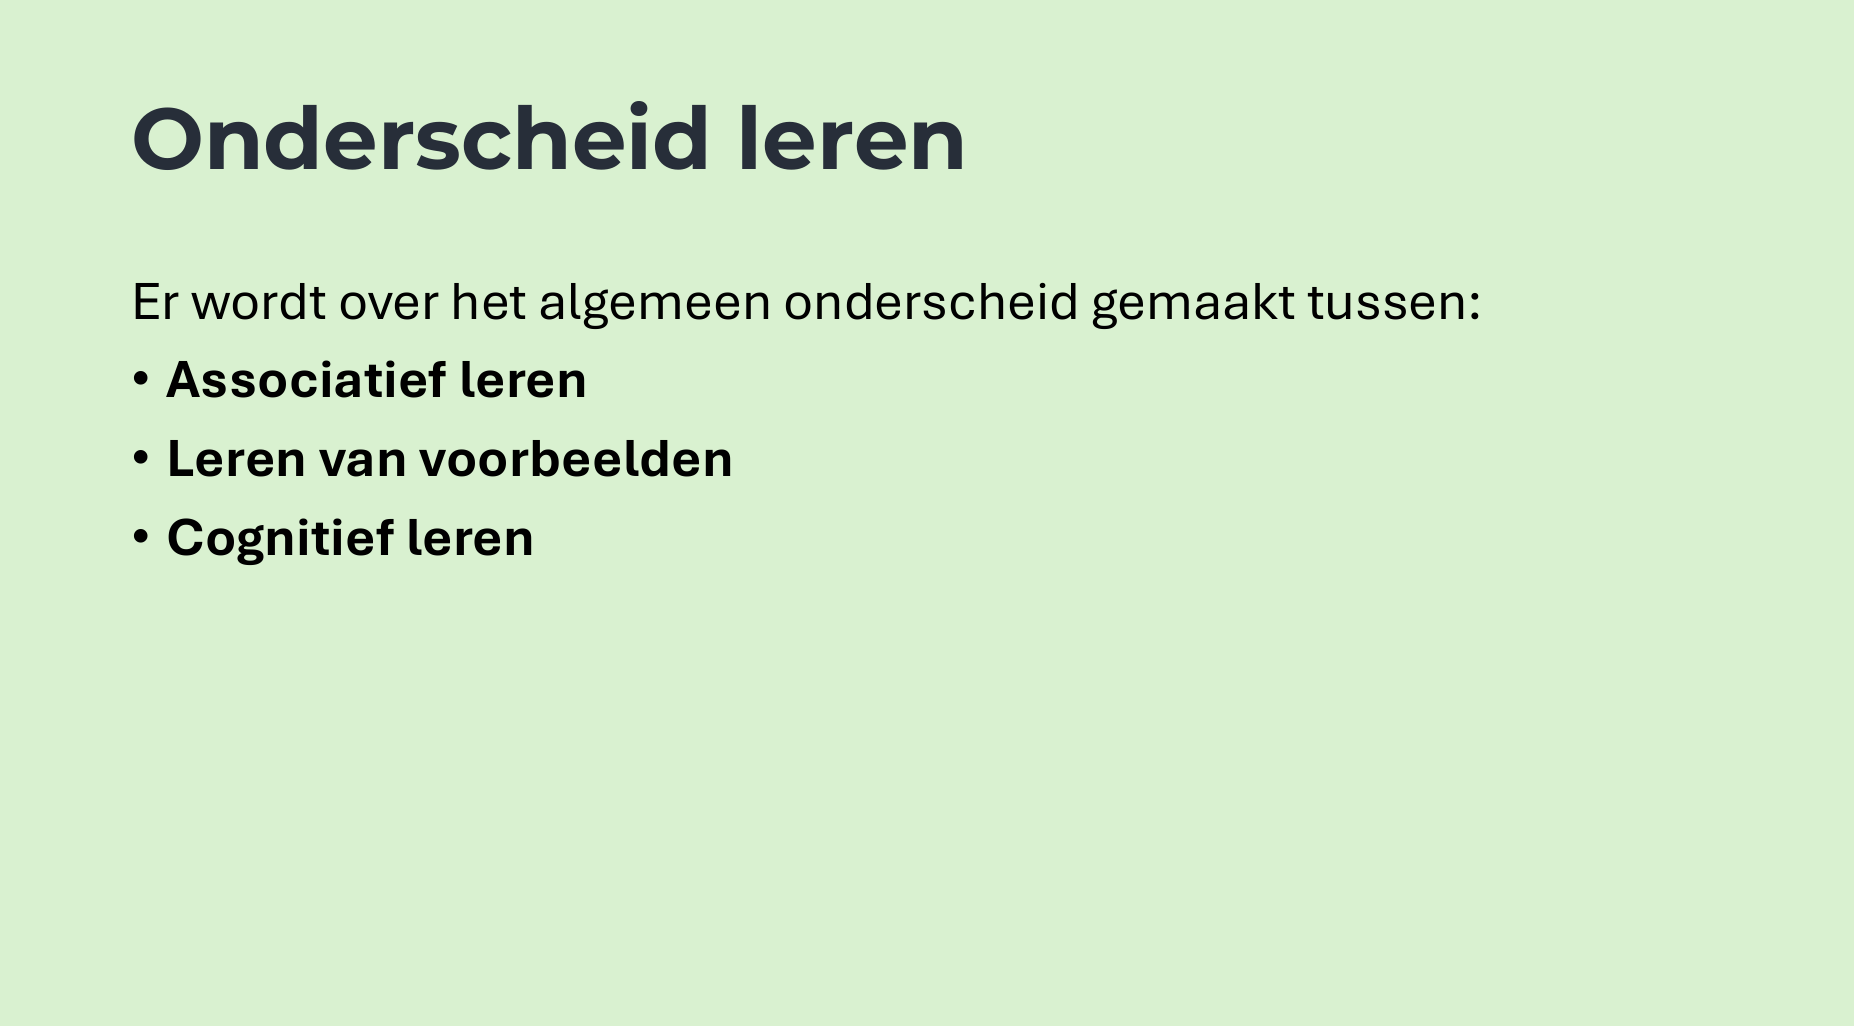 Onderscheid leren
Er wordt over het algemeen onderscheid gemaakt tussen:
• Associatief leren
• Leren van voorbeelden
• Cognitief leren